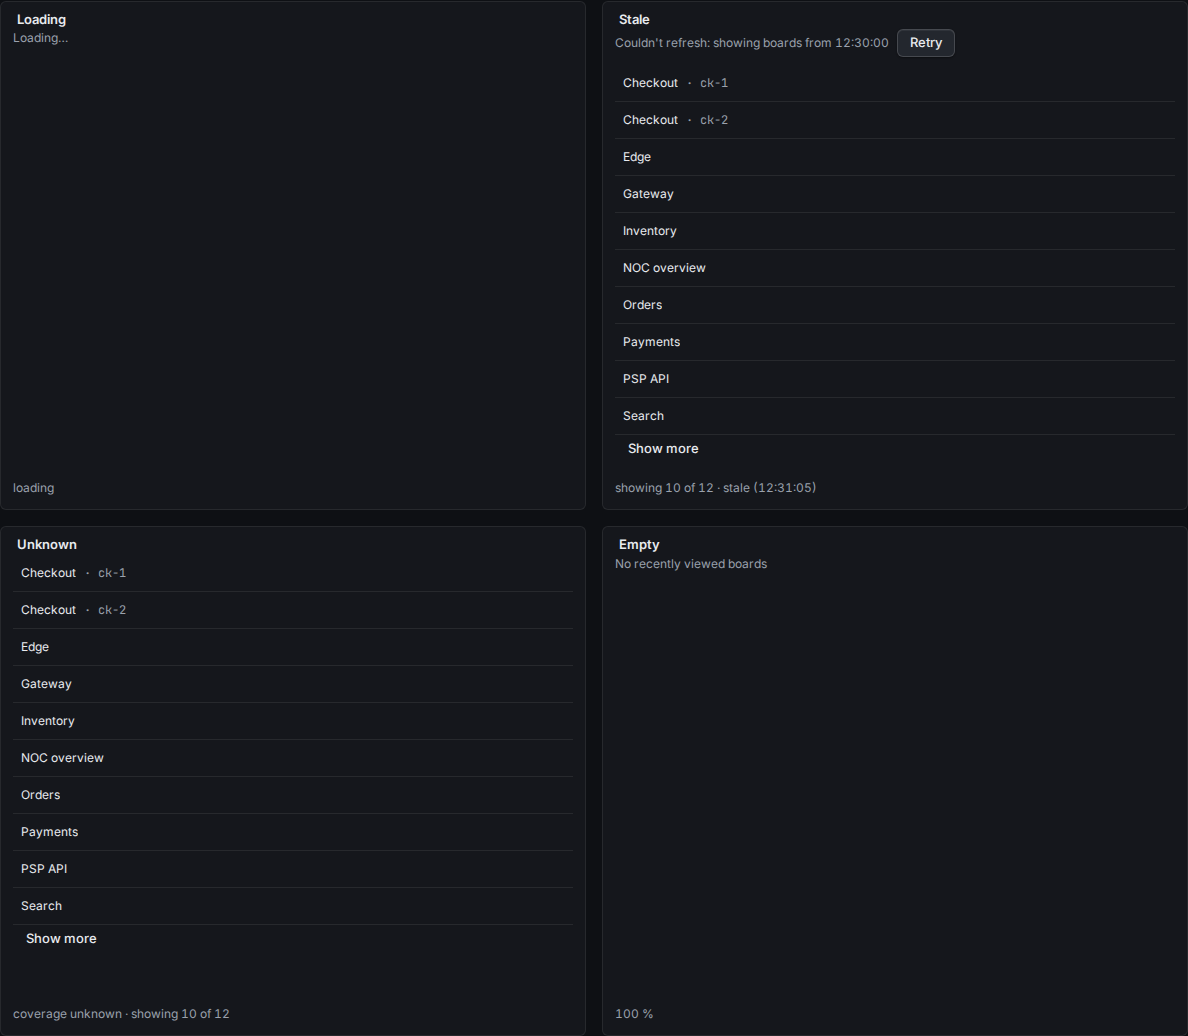 Loading
Loading...
loading
Stale
Couldn't refresh: showing boards from 12:30:00 Retry
Checkout · ck-1
Checkout · ck-2
Edge
Gateway
Inventory
NOC overview
Orders
Payments
PSP API
Search
Show more
showing 10 of 12 · stale (12:31:05)
Unknown
Checkout · ck-1
Checkout · ck-2
Edge
Gateway
Inventory
NOC overview
Orders
Payments
PSP API
Search
Show more
coverage unknown · showing 10 of 12
Empty
No recently viewed boards
100 %